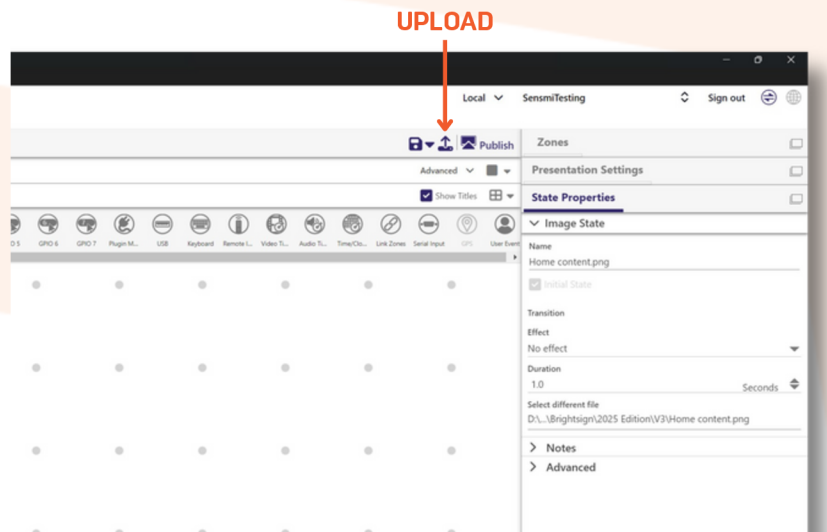 UPLOAD
Local
SensmiTesting
Sign out
Publish
Zones
Advanced
Presentation Settings
Show Titles
State Properties
GPIO 6
GPIO 7
Plugin M...
USB
Keyboard
Remote I...
Video Ti...
Audio Ti...
Time/Clo...
Link Zones
Serial Input
GPS
User Event
Image State
Name
Home content.png
Initial State
Transition
Effect
No effect
Duration
1.0 Seconds
Select different file
D:\...\Brightsign\2025 Edition\V3\Home content.png
Notes
Advanced